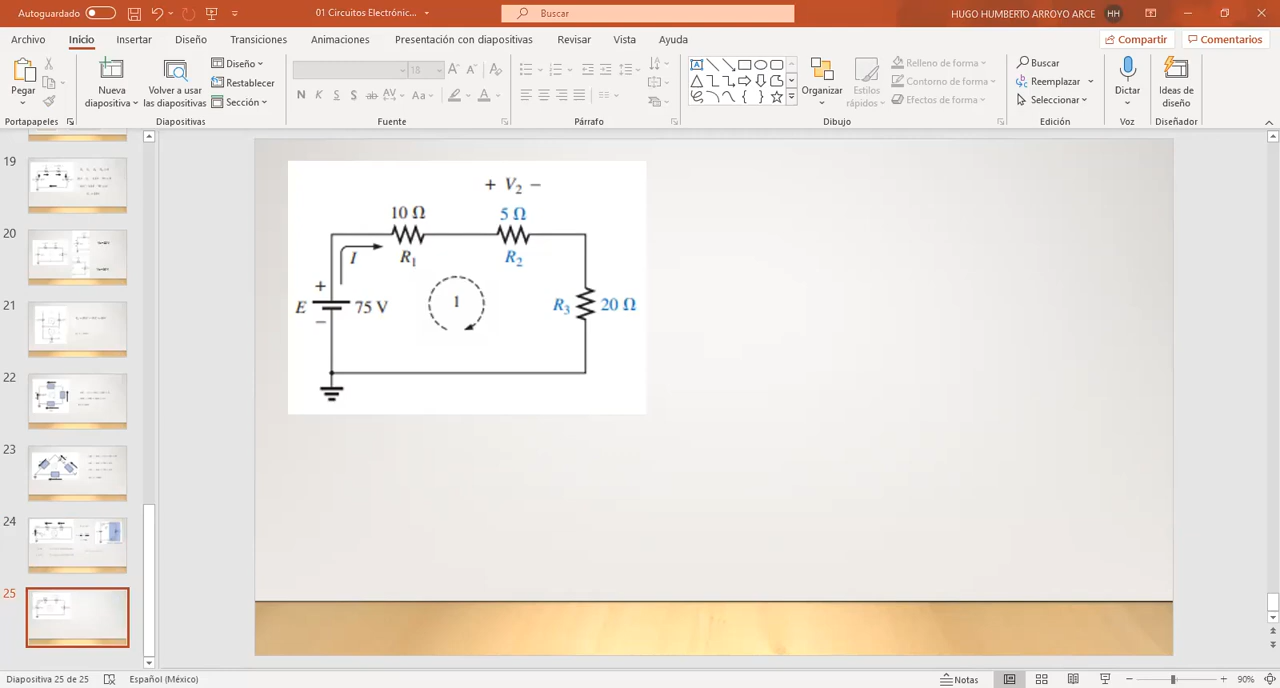 Autoguardado
01 Circuitos Electrónic...
Buscar
HUGO HUMBERTO ARROYO ARCE
HH
Archivo
Inicio
Insertar
Diseño
Transiciones
Animaciones
Presentación con diapositivas
Revisar
Vista
Ayuda
Compartir
Comentarios
Pegar
Portapapeles
Nueva
diapositiva
Volver a usar
las diapositivas
Diseño
Restablecer
Sección
Diapositivas
18
A A
N K S S ab AV Aa A
Fuente
Párrafo
Organizar
Estilos
rápidos
Relleno de forma
Contorno de forma
Efectos de forma
Dibujo
Buscar
Reemplazar
Seleccionar
Edición
Dictar
Voz
Ideas de
diseño
Diseñador
19
20
21
22
23
24
25
+ V2 −
10 Ω
5 Ω
I
R1
R2
+
E
75 V
−
1
R3
20 Ω
Diapositiva 25 de 25
Español (México)
Notas
90%